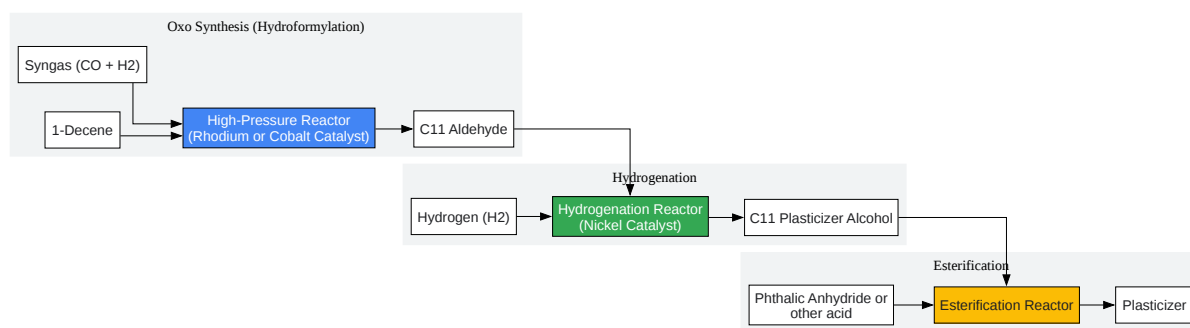 Oxo Synthesis (Hydroformylation)
Syngas (CO + H2)
1-Decene
High-Pressure Reactor
(Rhodium or Cobalt Catalyst)
C11 Aldehyde
Hydrogenation
Hydrogen (H2)
Hydrogenation Reactor
(Nickel Catalyst)
C11 Plasticizer Alcohol
Esterification
Phthalic Anhydride or
other acid
Esterification Reactor
Plasticizer